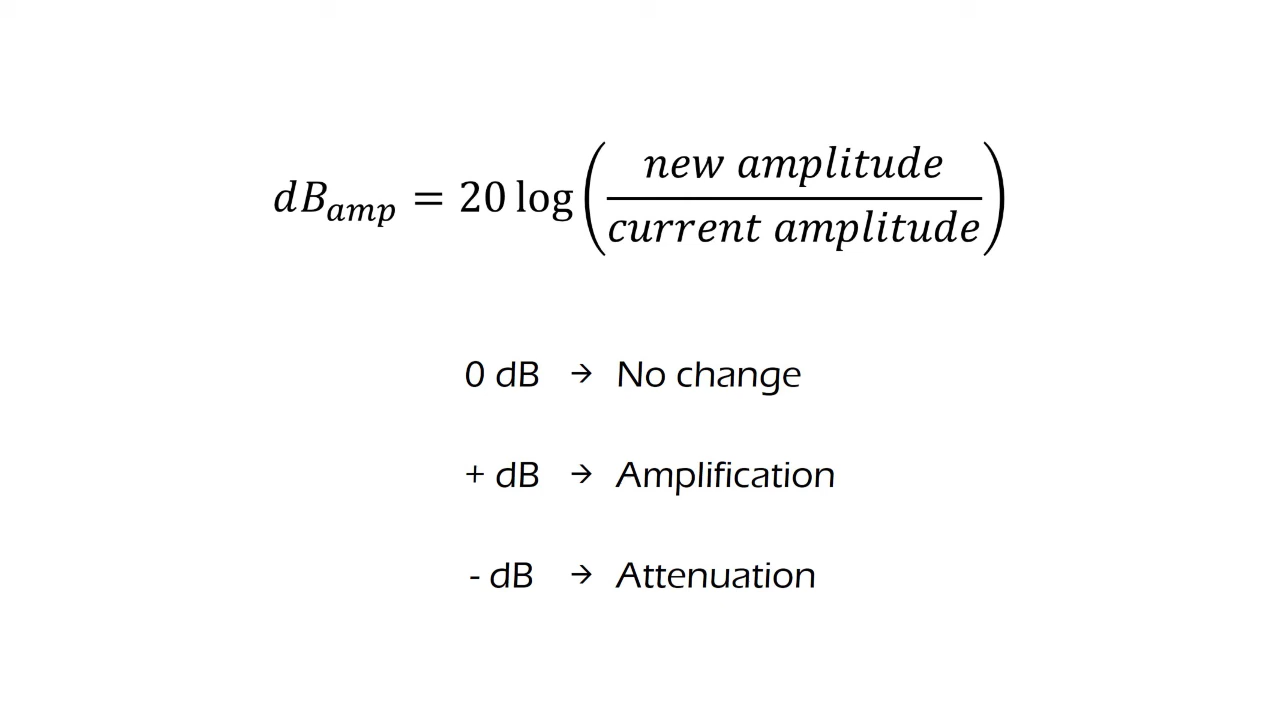 dB_amp = 20 log(new amplitude / current amplitude)
0 dB → No change
+ dB → Amplification
- dB → Attenuation